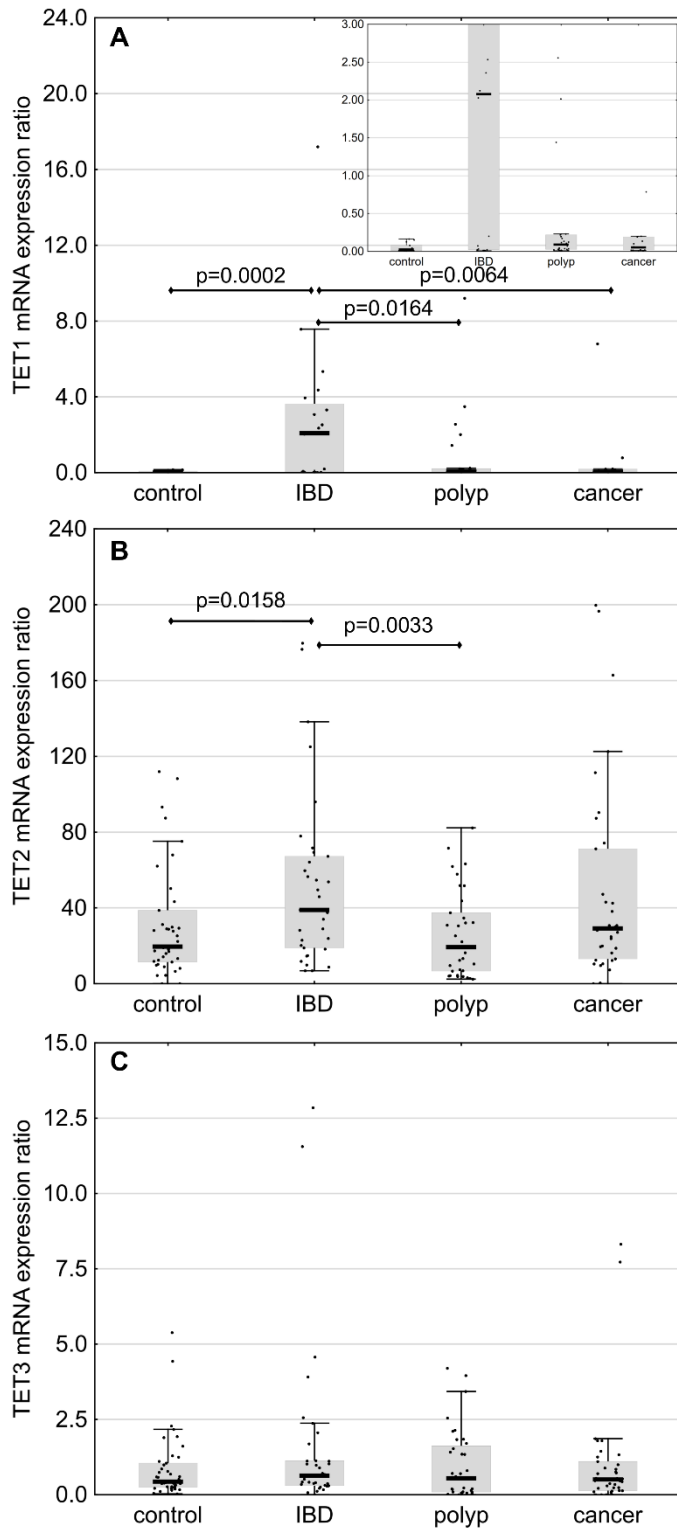 A
TET1 mRNA expression ratio
24.0
20.0
16.0
12.0
8.0
4.0
0.0
3.00
2.50
2.00
1.50
1.00
0.50
0.00
control IBD polyp cancer
p=0.0002
p=0.0064
p=0.0164
control IBD polyp cancer
B
TET2 mRNA expression ratio
240
200
160
120
80
40
0
p=0.0158
p=0.0033
control IBD polyp cancer
C
TET3 mRNA expression ratio
15.0
12.5
10.0
7.5
5.0
2.5
0.0
control IBD polyp cancer